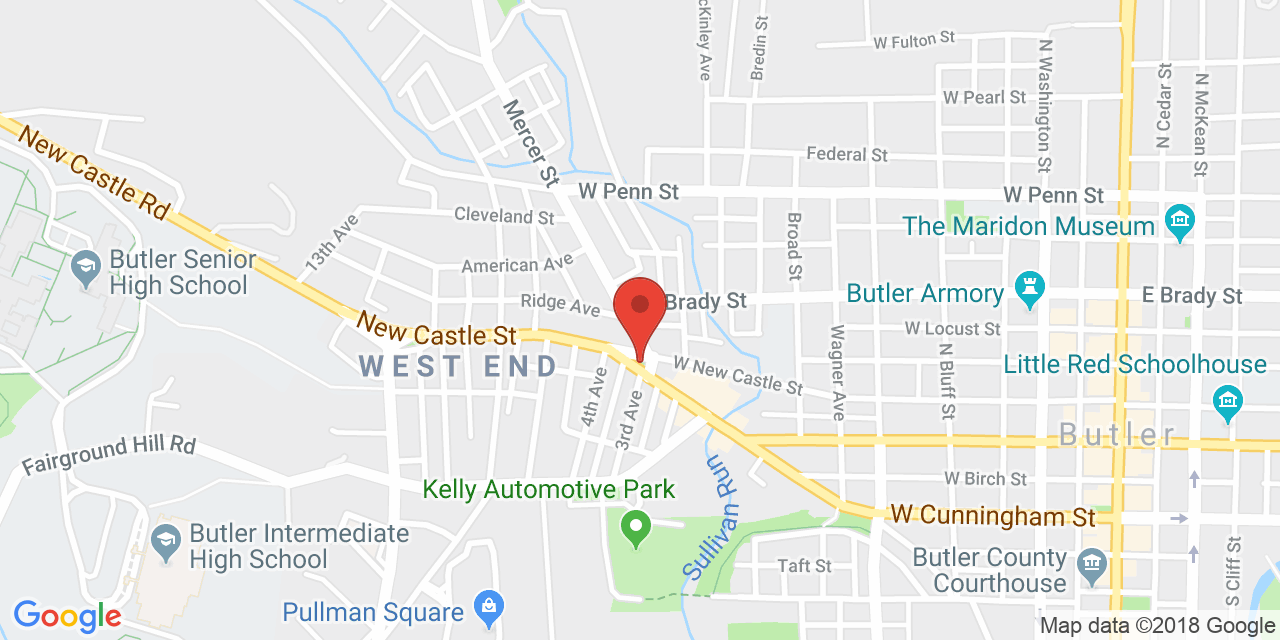 McKinley Ave
Bredin St
W Fulton St
N Washington St
N Cedar St
N McKean St
W Pearl St
New Castle Rd
Mercer St
Federal St
W Penn St
W Penn St
Cleveland St
13th Ave
Broad St
The Maridon Museum
American Ave
Butler Senior
High School
Ridge Ave
Brady St
Butler Armory
E Brady St
New Castle St
W Locust St
WEST END
W New Castle St
Wagner Ave
N Bluff St
Little Red Schoolhouse
4th Ave
3rd Ave
Butler
Fairground Hill Rd
W Birch St
Kelly Automotive Park
Sullivan Run
W Cunningham St
Butler Intermediate
High School
Butler County
Courthouse
Taft St
S Cliff St
Pullman Square
Google
Map data ©2018 Google